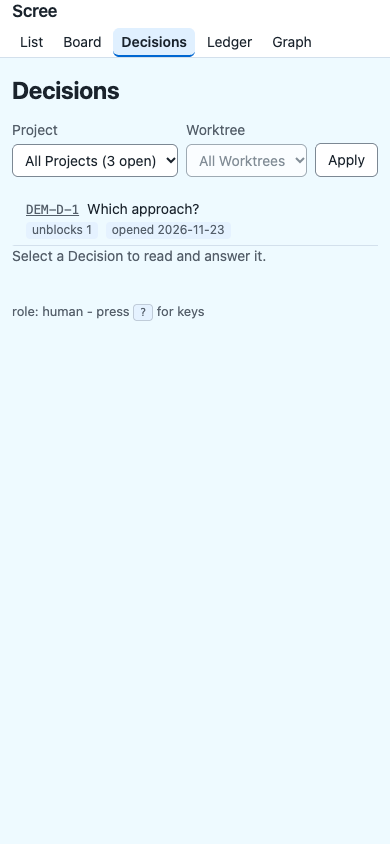 Scree
List Board Decisions Ledger Graph
Decisions
Project Worktree
All Projects (3 open) All Worktrees Apply
DEM-D-1 Which approach?
unblocks 1 opened 2026-11-23
Select a Decision to read and answer it.
role: human - press ? for keys